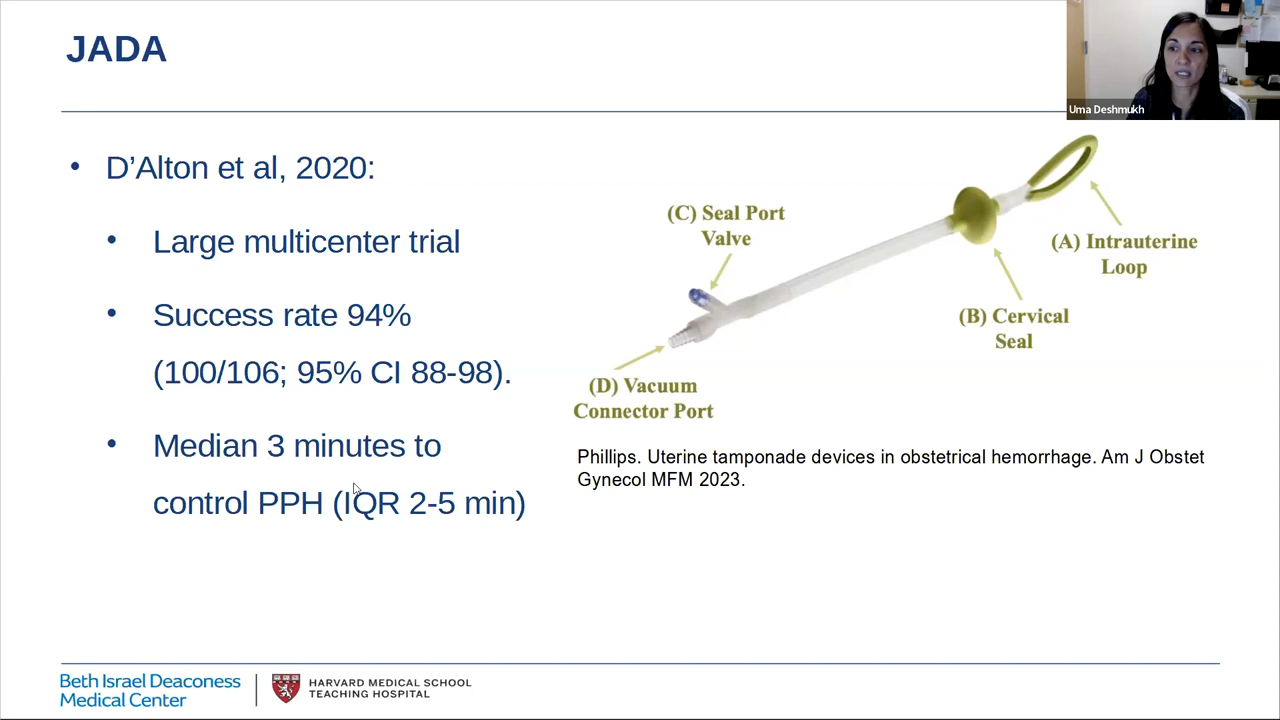 JADA
Uma Deshmukh
• D’Alton et al, 2020:
• Large multicenter trial
• Success rate 94%
(100/106; 95% CI 88-98).
• Median 3 minutes to
control PPH (IQR 2-5 min)
(C) Seal Port
Valve
(A) Intrauterine
Loop
(B) Cervical
Seal
(D) Vacuum
Connector Port
Phillips. Uterine tamponade devices in obstetrical hemorrhage. Am J Obstet
Gynecol MFM 2023.
Beth Israel Deaconess
Medical Center
HARVARD MEDICAL SCHOOL
TEACHING HOSPITAL